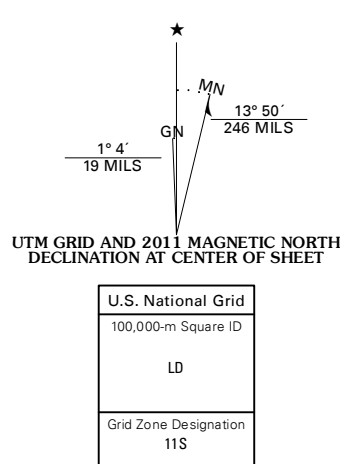 ★
MN
GN
13° 50´
246 MILS
1° 4´
19 MILS
UTM GRID AND 2011 MAGNETIC NORTH
DECLINATION AT CENTER OF SHEET
U.S. National Grid
100,000-m Square ID
LD
Grid Zone Designation
11S